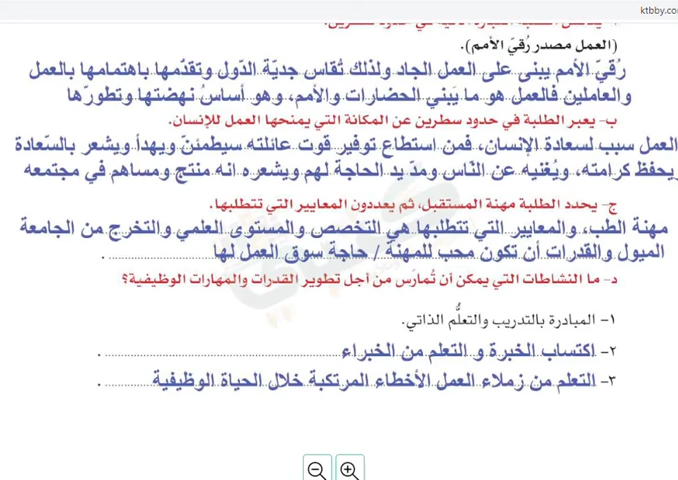 ktbby.co
(العمل مصدر رُقيّ الأمم).
رُقيّ الأمم يبنى على العمل الجاد ولذلك تُقاس جديّة الدّول وتقدّمها باهتمامها بالعمل
والعاملين فالعمل هو ما يَبني الحضارات والأمم، وهو أساسُ نهضتها وتطورّها
ب- يعبر الطلبة في حدود سطرين عن المكانة التي يمنحها العمل للإنسان.
العمل سبب لسعادة الإنسان، فمن استطاع توفير قوت عائلته سيطمئنّ ويهدأ ويشعر بالسّعادة
يحفظ كرامته، ويُغنيه عن النّاس ومدّ يد الحاجة لهم ويشعره انه منتج ومساهم في مجتمعه
ج- يحدد الطلبة مهنة المستقبل، ثم يعددون المعايير التي تتطلبها.
مهنة الطب، والمعايير التي تتطلبها هي التخصص والمستوى العلمي والتخرج من الجامعة
الميول والقدرات أن تكون محب للمهنة / حاجة سوق العمل لها
د- ما النشاطات التي يمكن أن تُمارَس من أجل تطوير القدرات والمهارات الوظيفية؟
١- المبادرة بالتدريب والتعلُّم الذاتي.
٢- اكتساب الخبرة و التعلم من الخبراء
٣- التعلم من زملاء العمل الأخطاء المرتكبة خلال الحياة الوظيفية